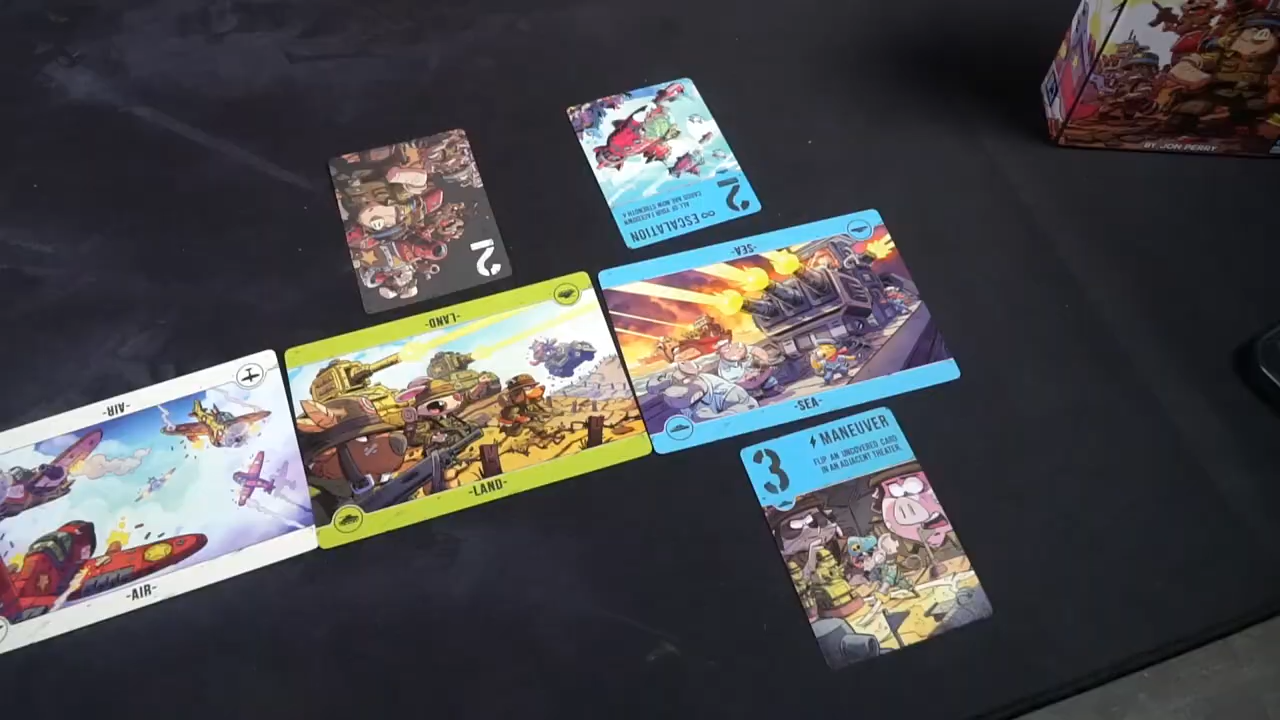 BY JON PERRY
2
2
∞ ESCALATION
ALL OF YOUR FACEDOWN
CARDS ARE NOW STRENGTH 4
-SEA-
-SEA-
-LAND-
-LAND-
-AIR-
-AIR-
3
MANEUVER
FLIP AN UNCOVERED CARD
IN AN ADJACENT THEATER.